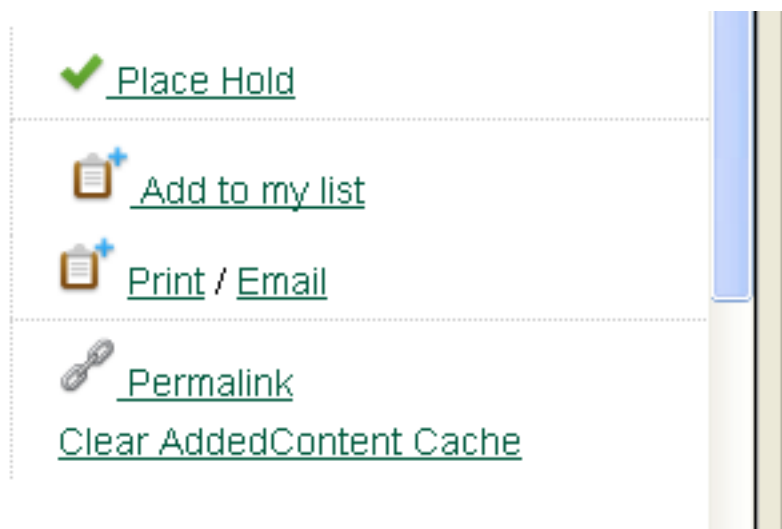 Place Hold
Add to my list
Print / Email
Permalink
Clear AddedContent Cache